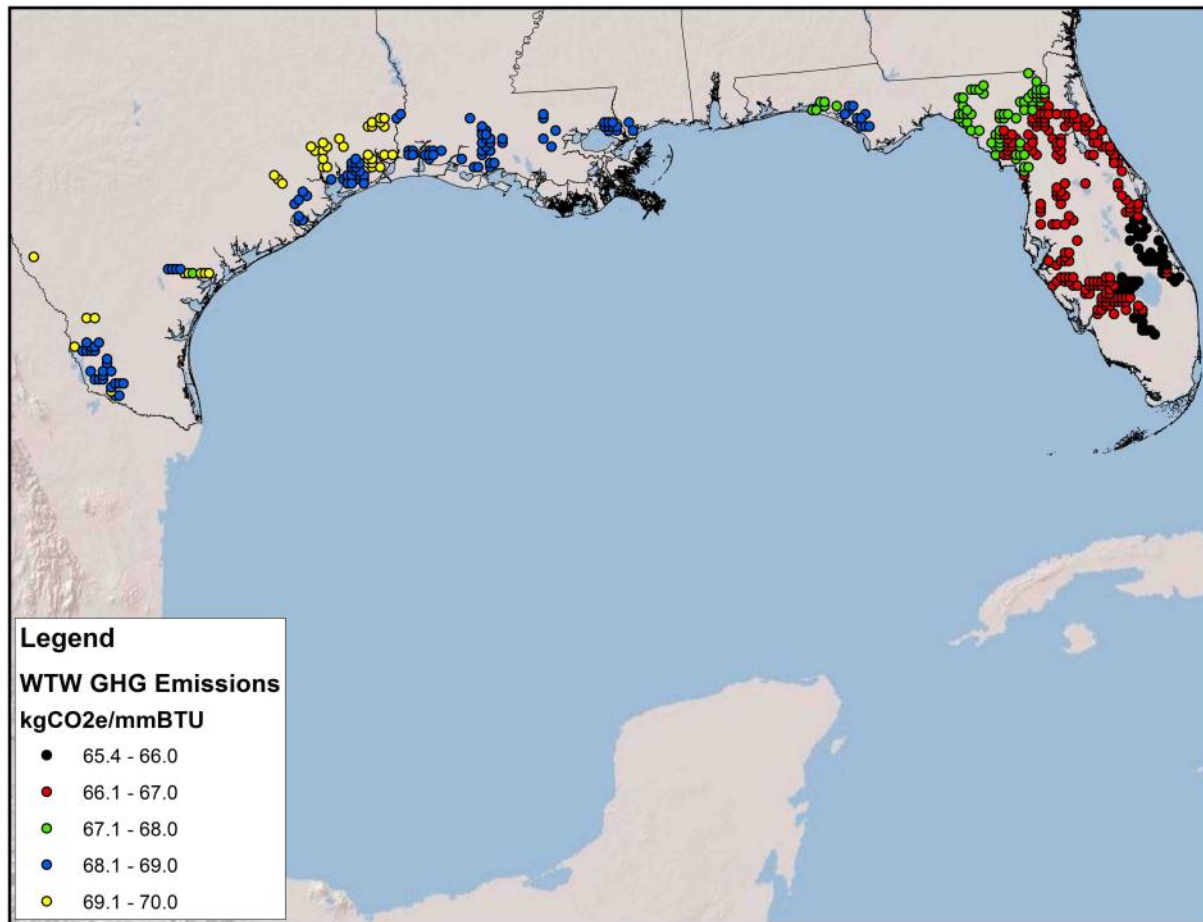 Legend
WTW GHG Emissions
kgCO2e/mmBTU
65.4 - 66.0
66.1 - 67.0
67.1 - 68.0
68.1 - 69.0
69.1 - 70.0